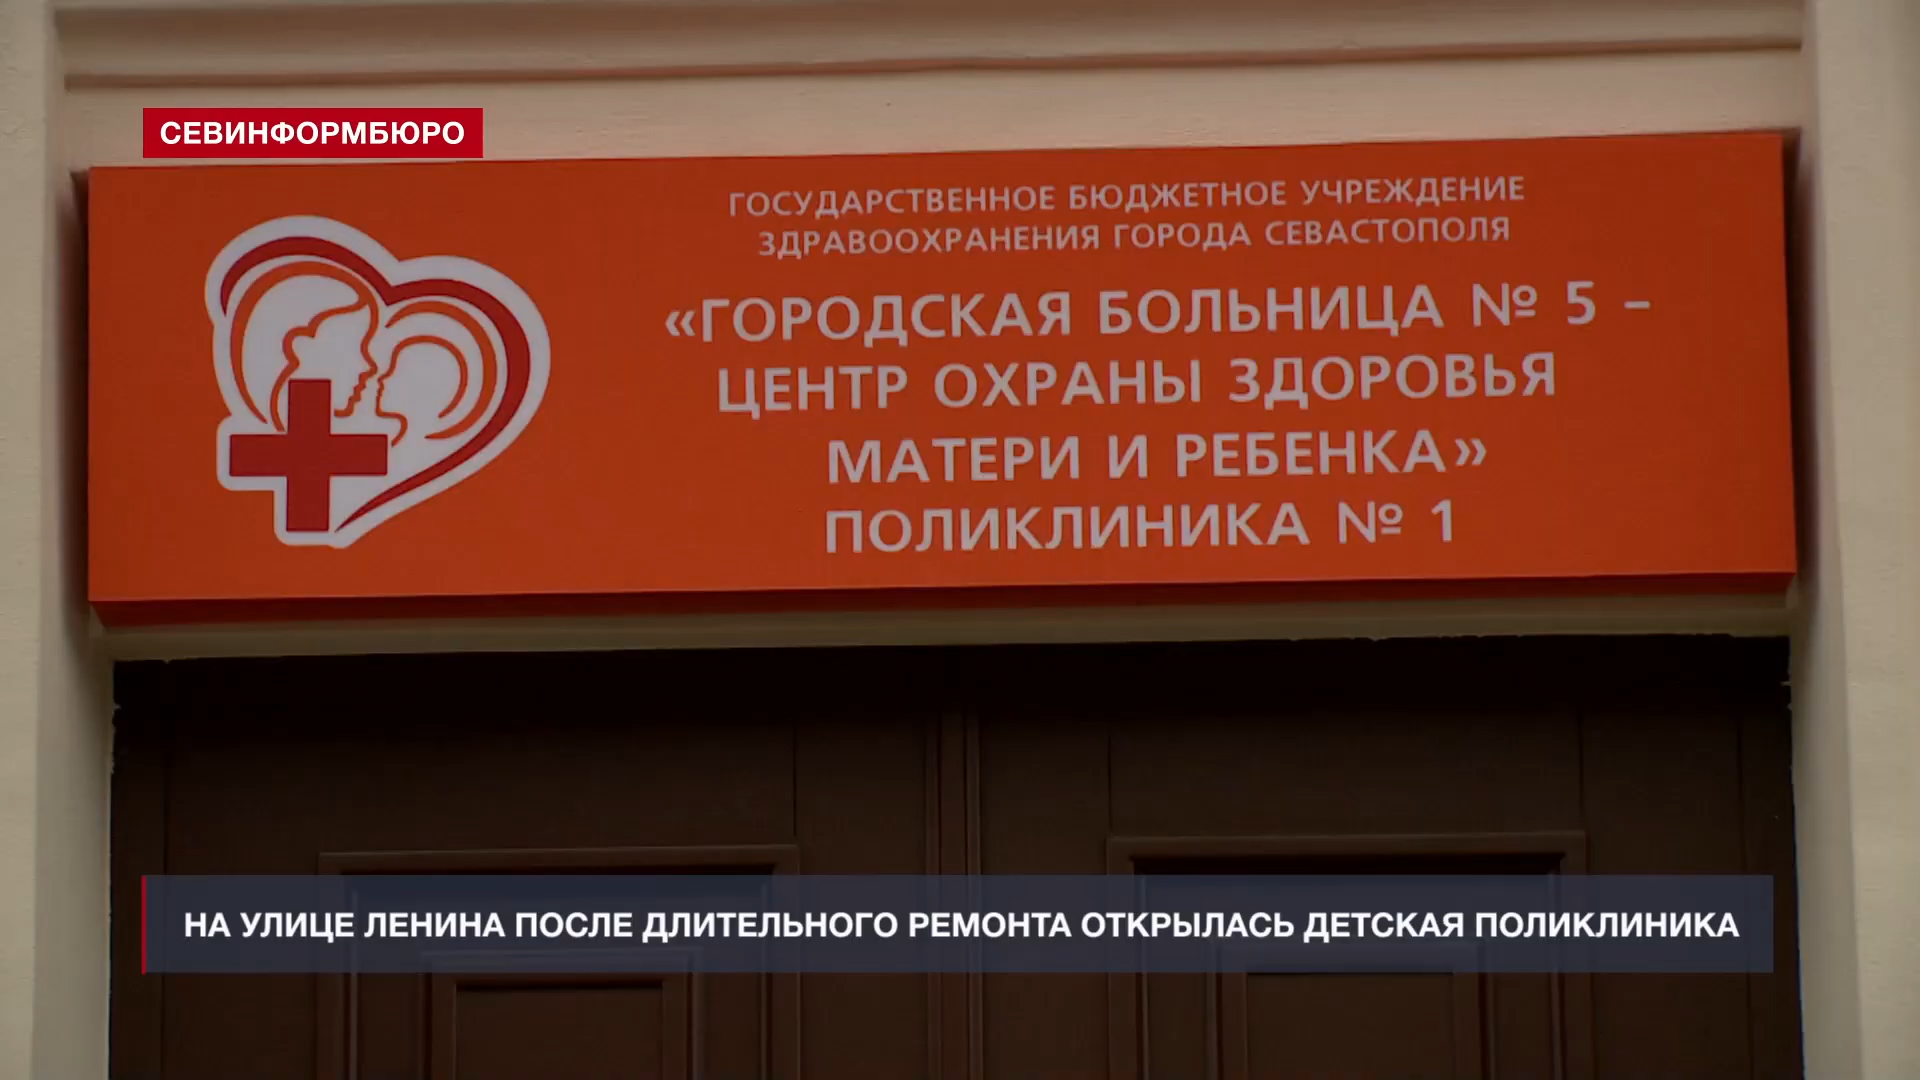 СЕВИНФОРМБЮРО
ГОСУДАРСТВЕННОЕ БЮДЖЕТНОЕ УЧРЕЖДЕНИЕ
ЗДРАВООХРАНЕНИЯ ГОРОДА СЕВАСТОПОЛЯ
«ГОРОДСКАЯ БОЛЬНИЦА № 5 –
ЦЕНТР ОХРАНЫ ЗДОРОВЬЯ
МАТЕРИ И РЕБЕНКА»
ПОЛИКЛИНИКА № 1
НА УЛИЦЕ ЛЕНИНА ПОСЛЕ ДЛИТЕЛЬНОГО РЕМОНТА ОТКРЫЛАСЬ ДЕТСКАЯ ПОЛИКЛИНИКА